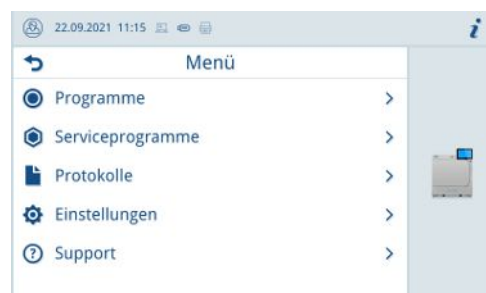 22.09.2021 11:15
i
Menü
Programme
Serviceprogramme
Protokolle
Einstellungen
? Support